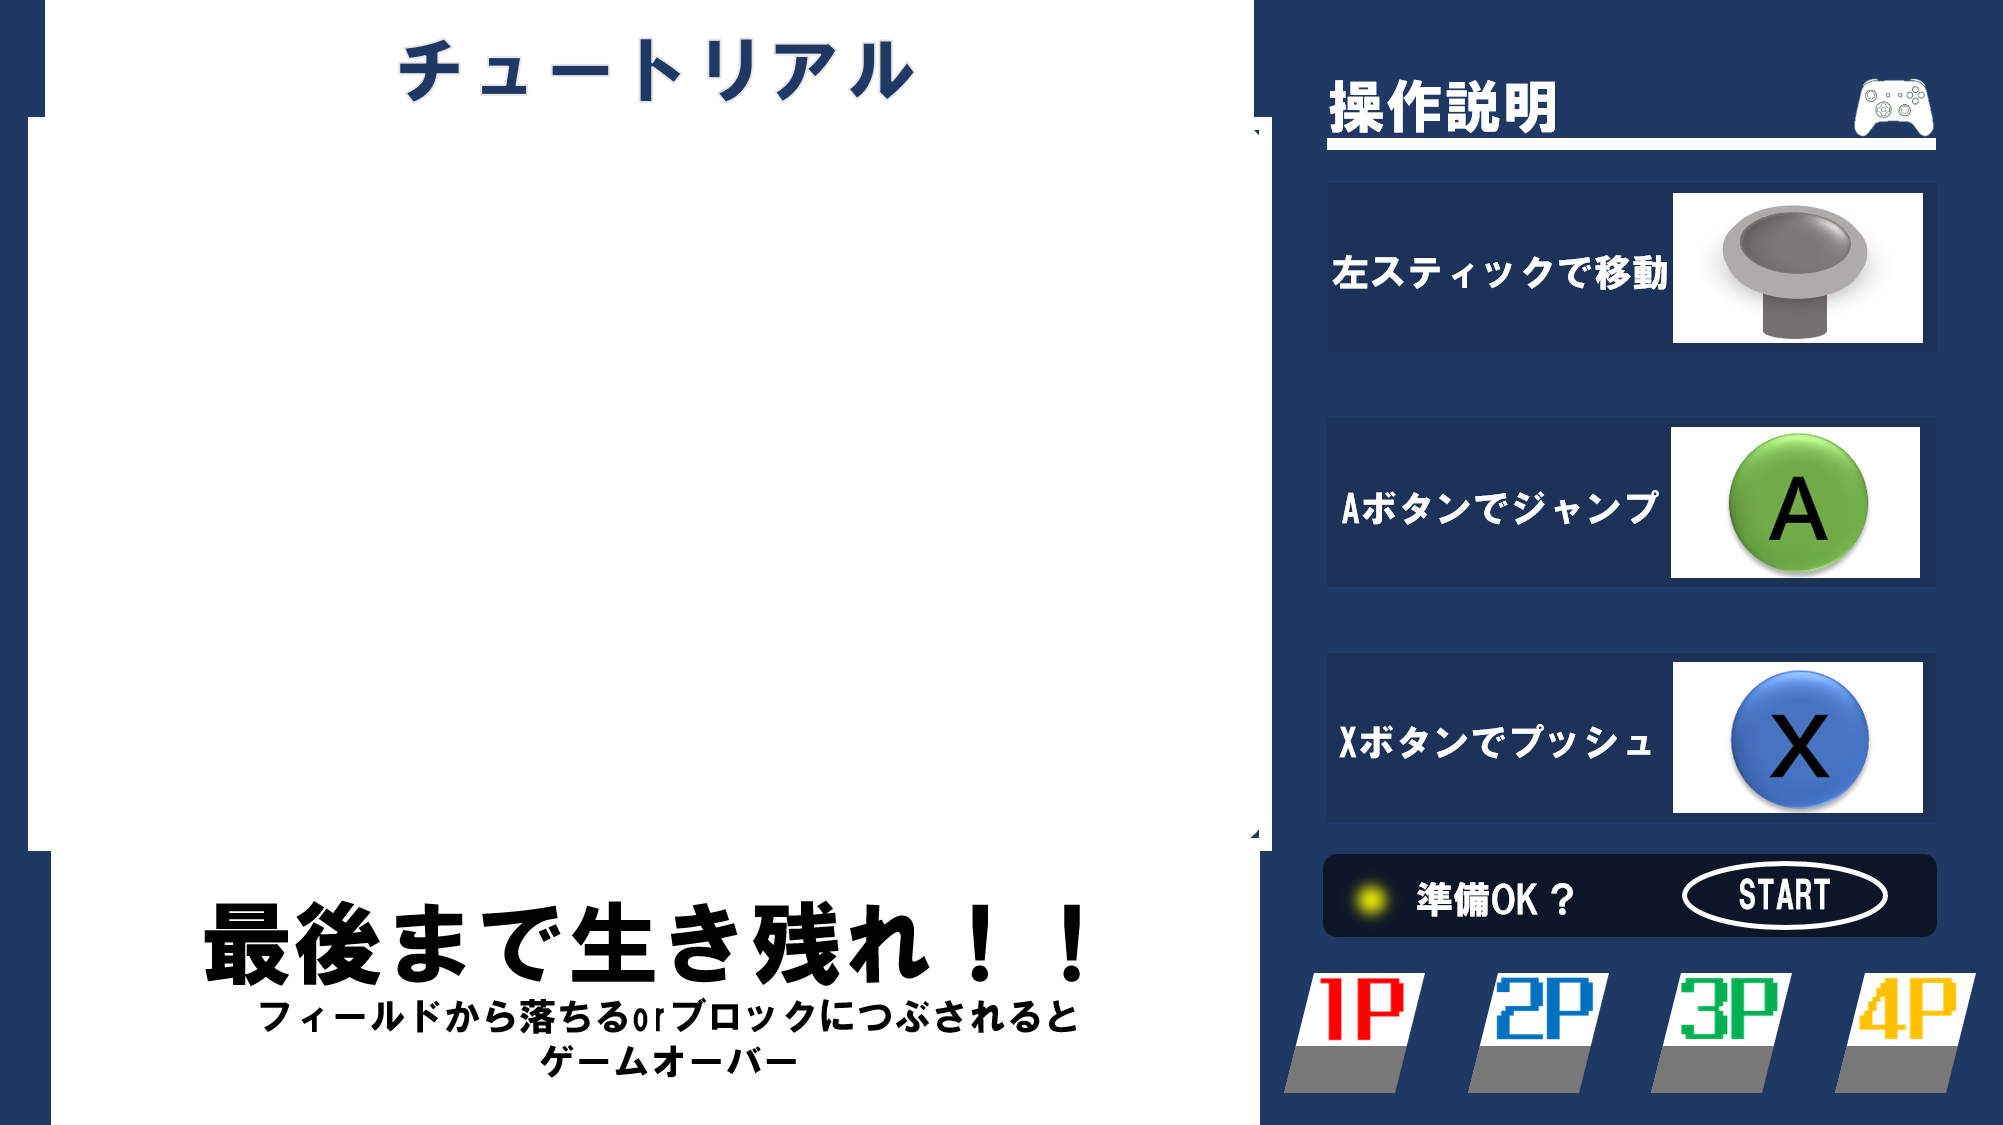 チュートリアル
操作説明
左スティックで移動
Aボタンでジャンプ
A
Xボタンでプッシュ
X
準備OK？
START
最後まで生き残れ！！
フィールドから落ちるorブロックにつぶされると
ゲームオーバー
1P
2P
3P
4P